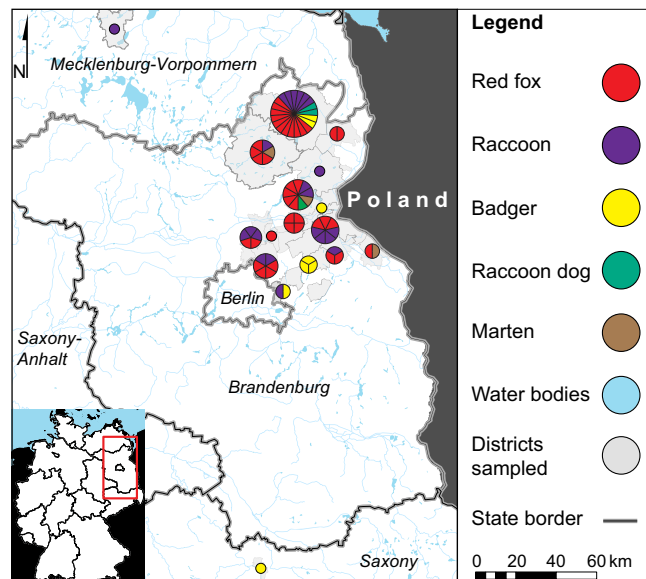 N
Mecklenburg-Vorpommern
Poland
Berlin
Saxony-
Anhalt
Brandenburg
Saxony
Legend
Red fox
Raccoon
Badger
Raccoon dog
Marten
Water bodies
Districts
sampled
State border
0 20 40 60
km